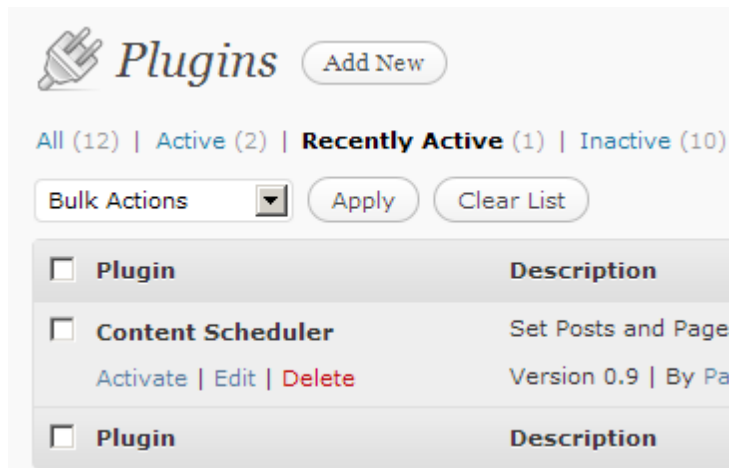 Plugins Add New
All (12) | Active (2) | Recently Active (1) | Inactive (10)
Bulk Actions Apply Clear List
Plugin Description
Content Scheduler Set Posts and Page
Activate | Edit | Delete Version 0.9 | By Pa
Plugin Description